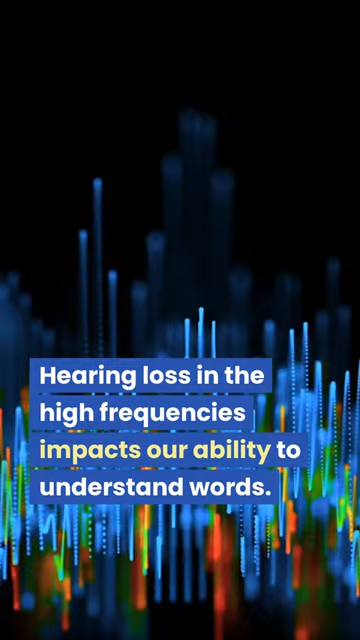 Hearing loss in the
high frequencies
impacts our ability to
understand words.